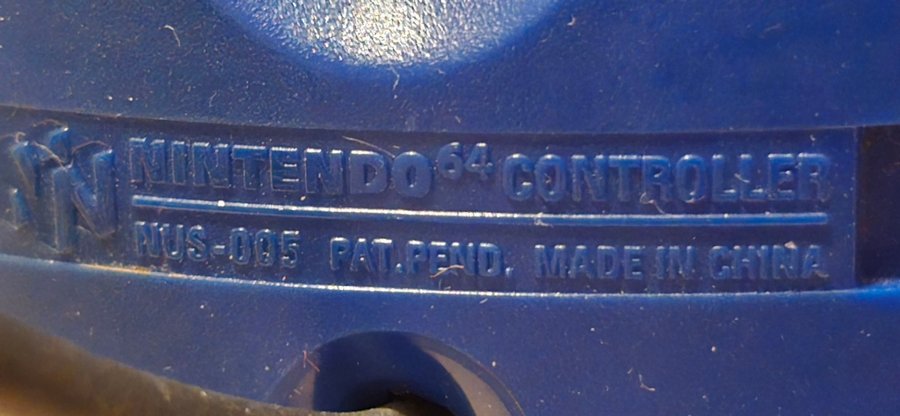 NINTENDO⁶⁴ CONTROLLER
NUS-005 PAT.PEND. MADE IN CHINA